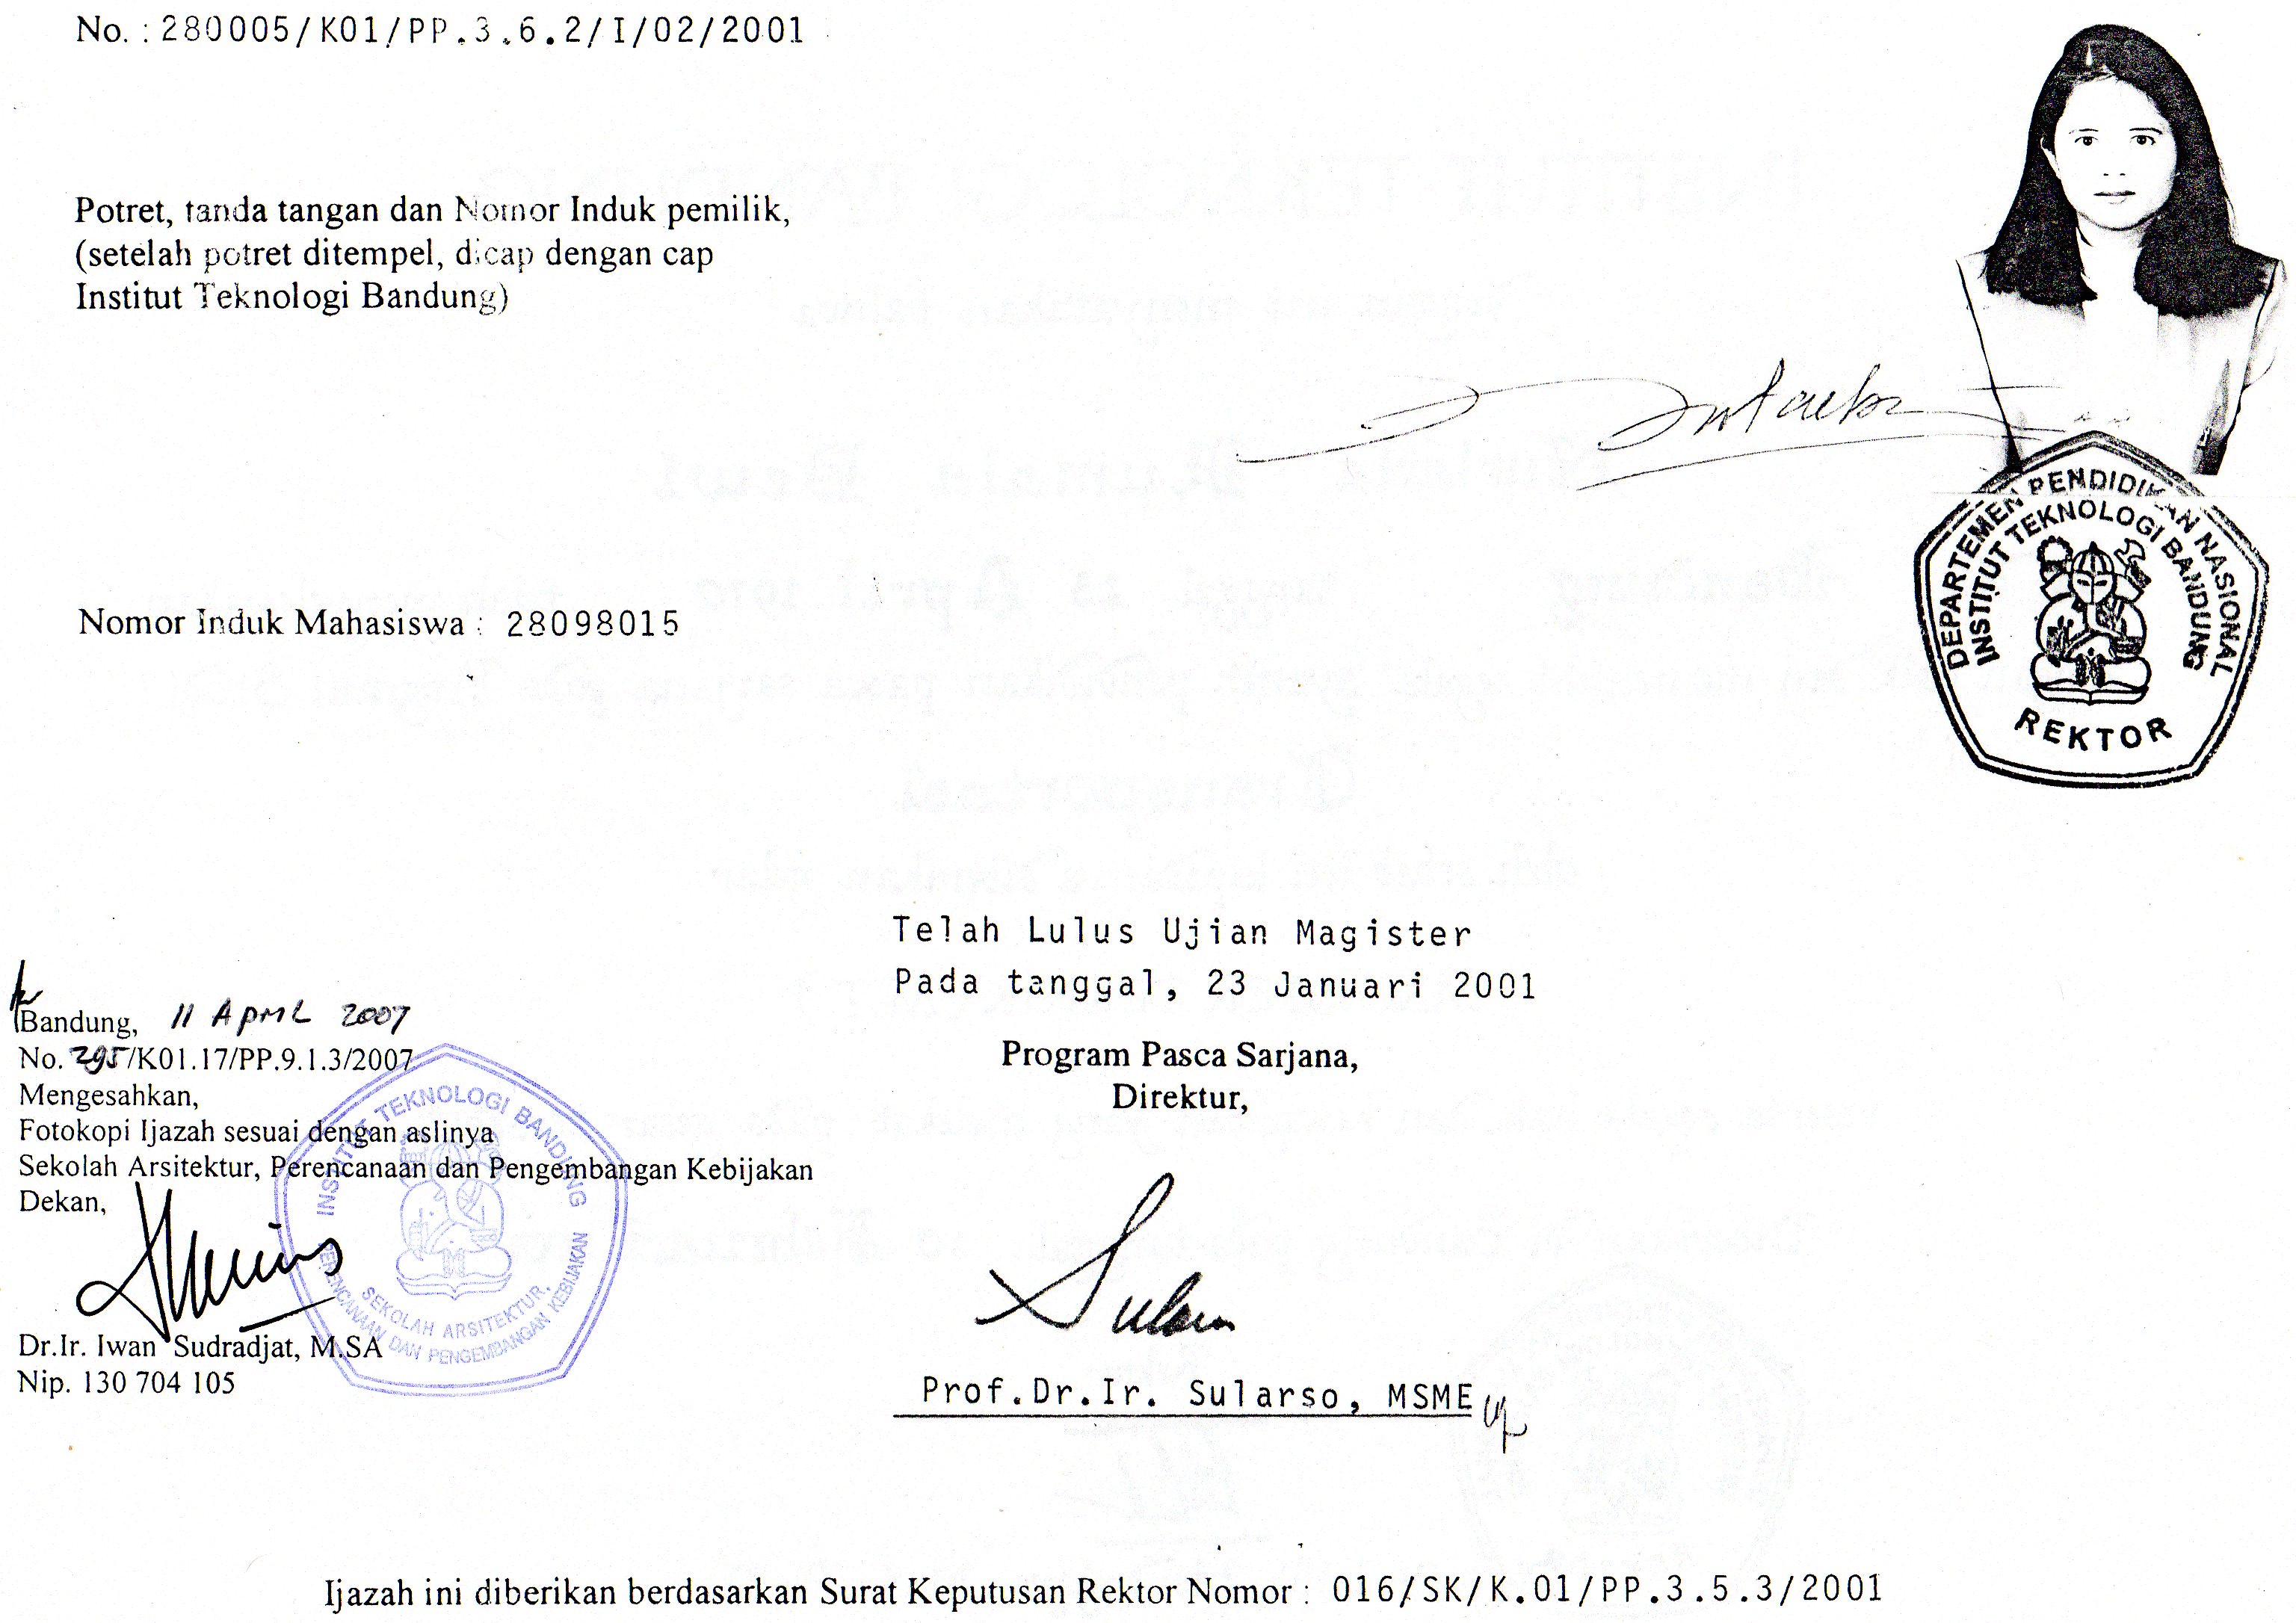 No. : 280005/K01/PP.3.6.2/I/02/2001
Potret, tanda tangan dan Nomor Induk pemilik,
(setelah potret ditempel, dicap dengan cap
Institut Teknologi Bandung)
DEPARTEMEN PENDIDIKAN NASIONAL
INSTITUT TEKNOLOGI BANDUNG
REKTOR
Nomor Induk Mahasiswa : 28098015
Telah Lulus Ujian Magister
Pada tanggal, 23 Januari 2001
Program Pasca Sarjana,
Direktur,
Prof.Dr.Ir. Sularso, MSME
Bandung, 11 April 2007
No. 295/K01.17/PP.9.1.3/2007
Mengesahkan,
Fotokopi Ijazah sesuai dengan aslinya
Sekolah Arsitektur, Perencanaan dan Pengembangan Kebijakan
Dekan,
INSTITUT TEKNOLOGI BANDUNG
SEKOLAH ARSITEKTUR,
PERENCANAAN DAN PENGEMBANGAN KEBIJAKAN
Dr.Ir. Iwan Sudradjat, M.SA
Nip. 130 704 105
Ijazah ini diberikan berdasarkan Surat Keputusan Rektor Nomor : 016/SK/K.01/PP.3.5.3/2001